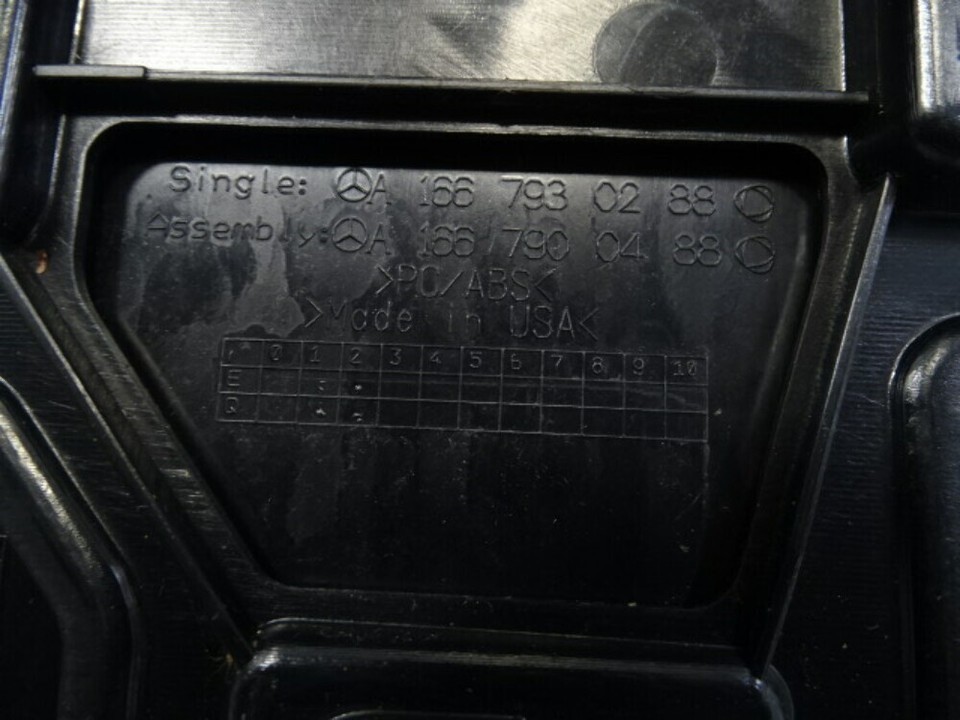 Single: A 166 793 02 88
Assembly: A 166 790 04 88
>PC/ABS<
>Made in USA<
0 1 2 3 4 5 6 7 8 9 10
E
Q